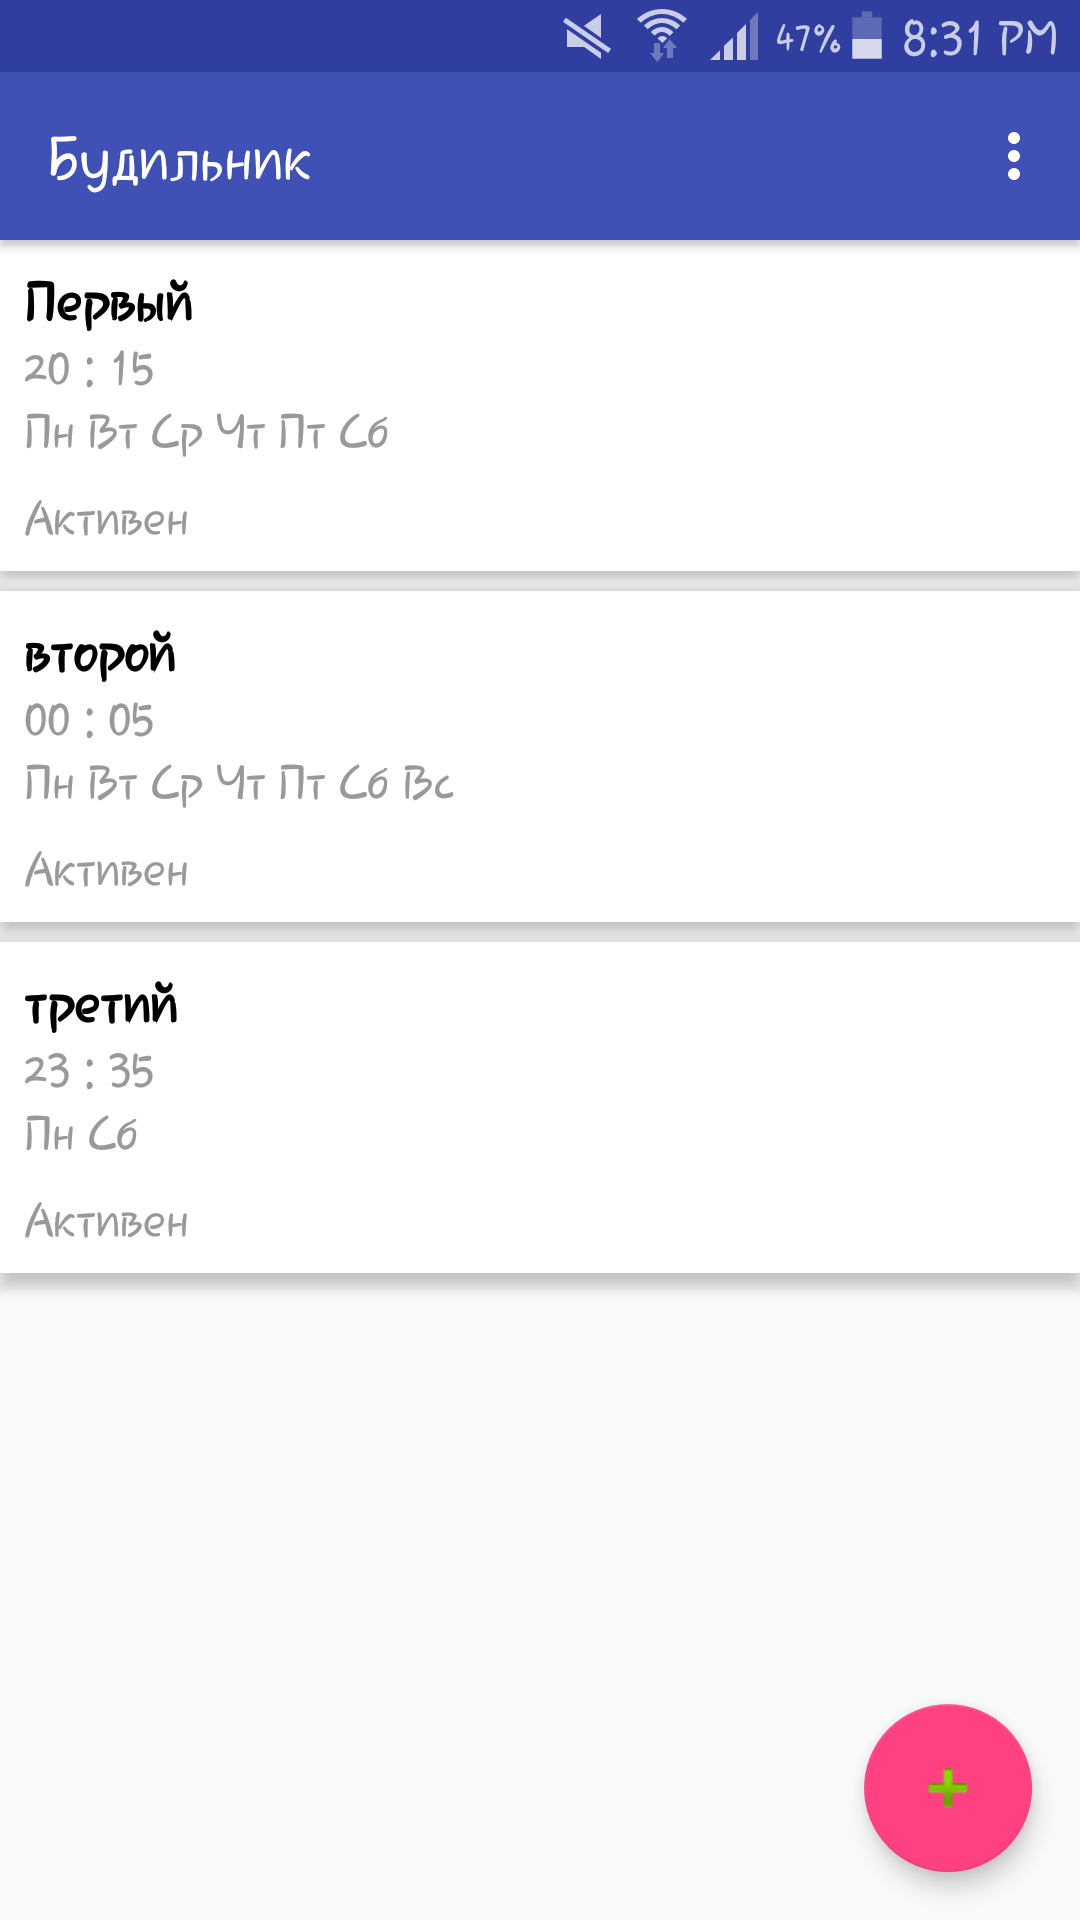 47% 8:31 PM
Будильник
Первый
20 : 15
Пн Вт Ср Чт Пт Сб
Активен
второй
00 : 05
Пн Вт Ср Чт Пт Сб Вс
Активен
третий
23 : 35
Пн Сб
Активен